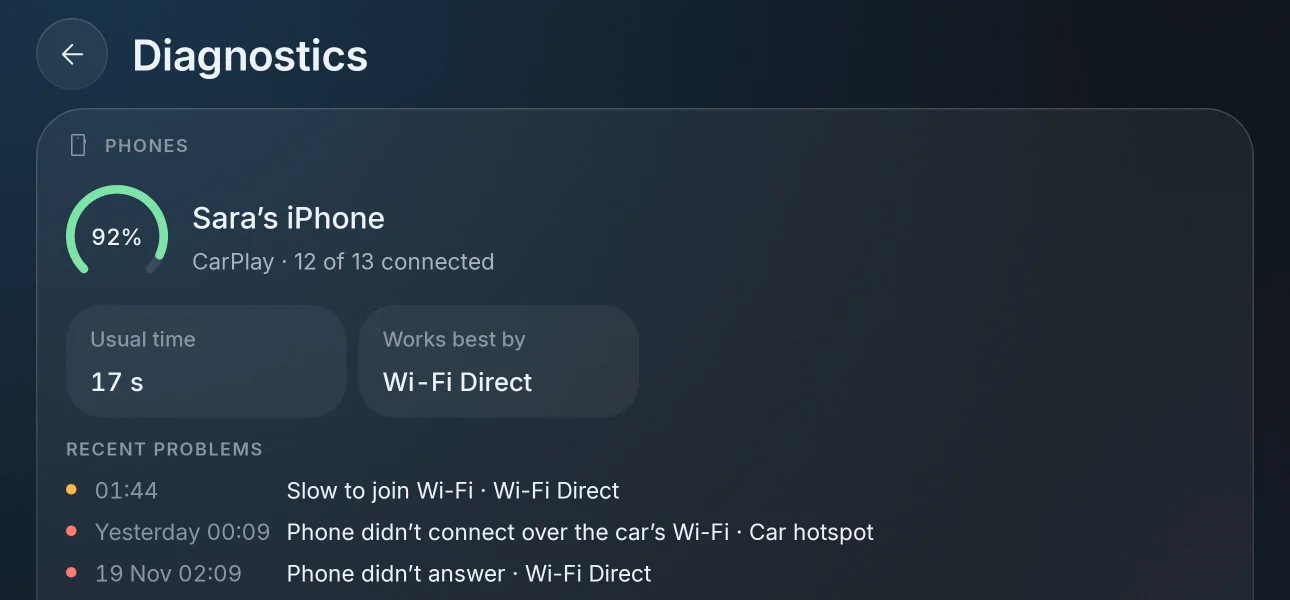 Diagnostics
PHONES
92%
Sara’s iPhone
CarPlay · 12 of 13 connected
Usual time
17 s
Works best by
Wi-Fi Direct
RECENT PROBLEMS
01:44 Slow to join Wi-Fi · Wi-Fi Direct
Yesterday 00:09 Phone didn’t connect over the car’s Wi-Fi · Car hotspot
19 Nov 02:09 Phone didn’t answer · Wi-Fi Direct